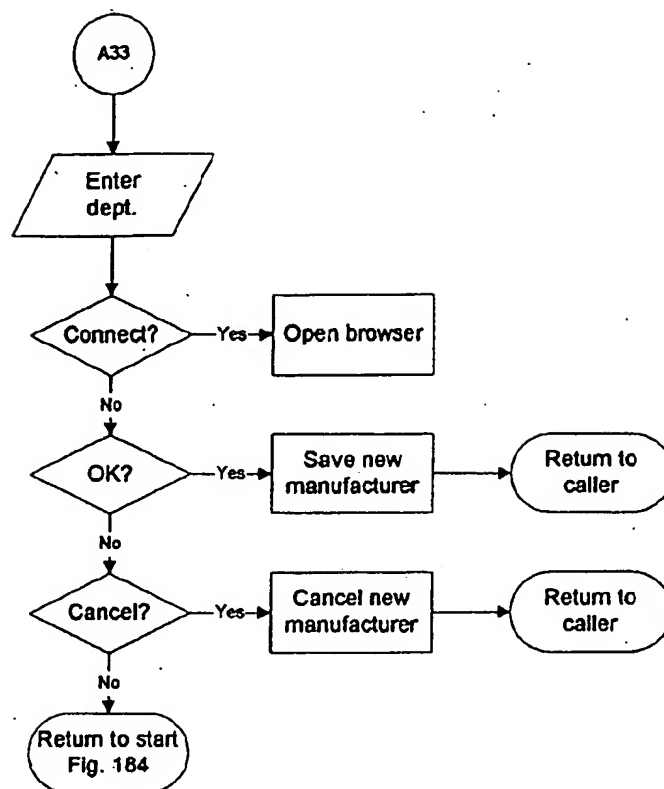 A33
Enter
dept.
Connect?
Yes
Open browser
No
OK?
Yes
Save new
manufacturer
Return to
caller
No
Cancel?
Yes
Cancel new
manufacturer
Return to
caller
No
Return to start
Fig. 184